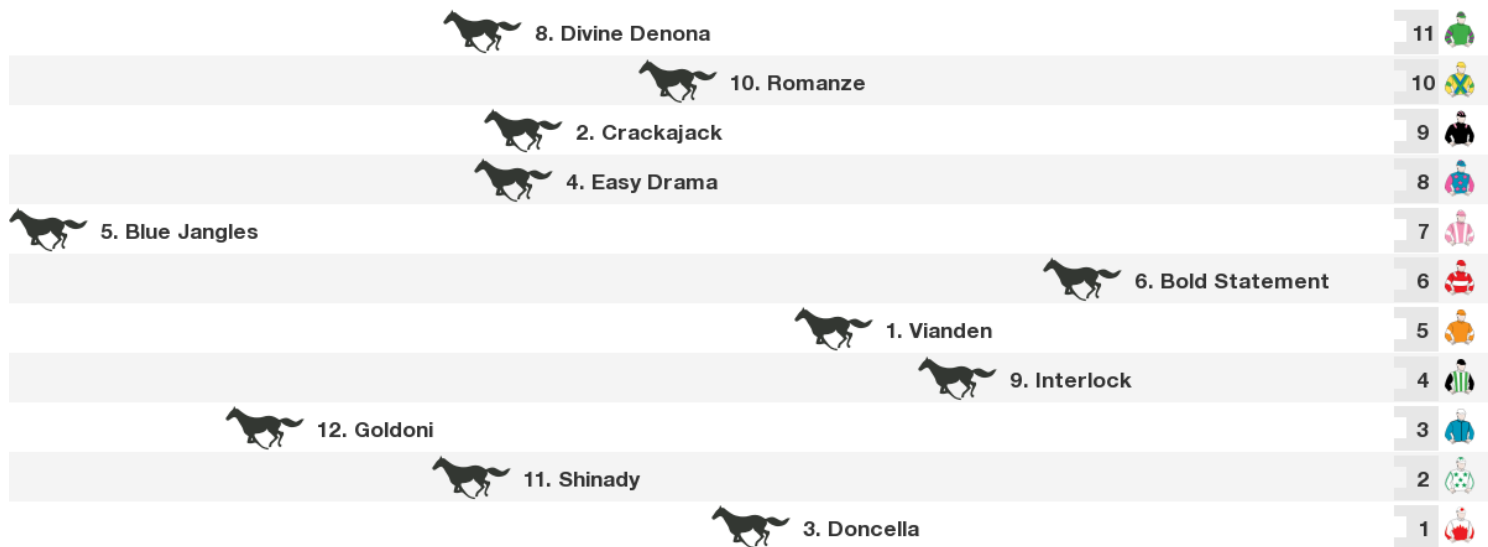 8. Divine Denona 11
10. Romanze 10
2. Crackajack 9
4. Easy Drama 8
5. Blue Jangles 7
6. Bold Statement 6
1. Vianden 5
9. Interlock 4
12. Goldoni 3
11. Shinady 2
3. Doncella 1